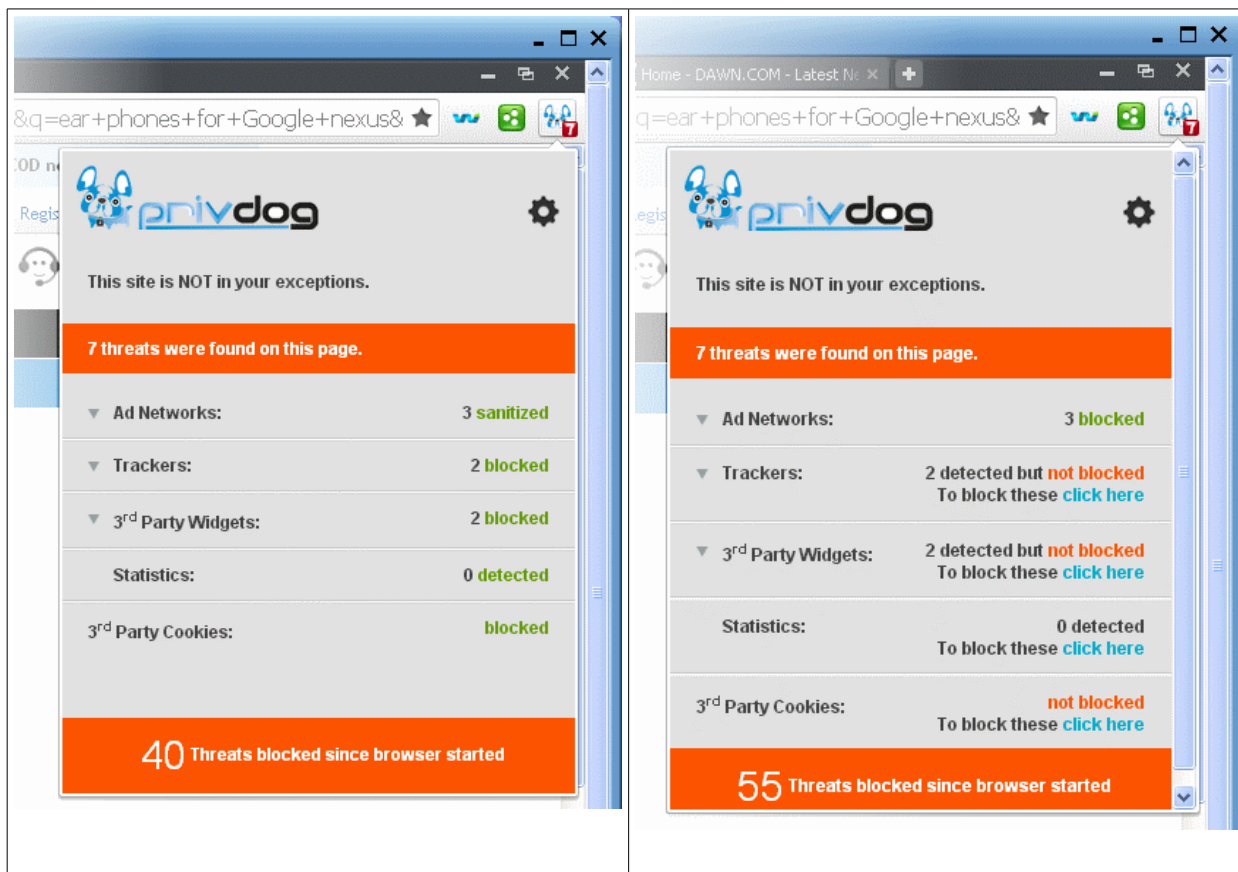 &q=ear+phones+for+Google+nexus&
7
Regis
privdog
This site is NOT in your exceptions.
7 threats were found on this page.
Ad Networks: 3 sanitized
Trackers: 2 blocked
3rd Party Widgets: 2 blocked
Statistics: 0 detected
3rd Party Cookies: blocked
40 Threats blocked since browser started
Home - DAWN.COM - Latest Ne
q=ear+phones+for+Google+nexus&
7
egis
privdog
This site is NOT in your exceptions.
7 threats were found on this page.
Ad Networks: 3 blocked
Trackers: 2 detected but not blocked
To block these click here
3rd Party Widgets: 2 detected but not blocked
To block these click here
Statistics: 0 detected
To block these click here
3rd Party Cookies: not blocked
To block these click here
55 Threats blocked since browser started